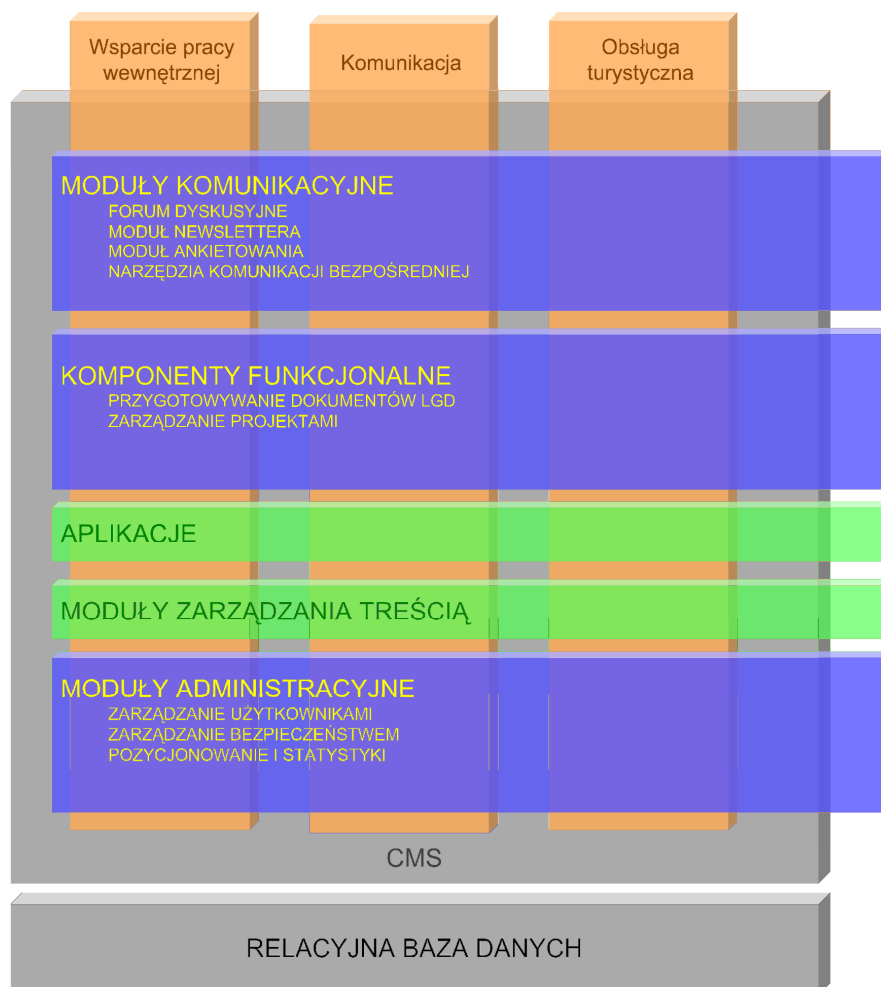 Wsparcie pracy
wewnętrznej
Komunikacja
Obsługa
turystyczna
MODUŁY KOMUNIKACYJNE
FORUM DYSKUSYJNE
MODUŁ NEWSLETTERA
MODUŁ ANKIETOWANIA
NARZĘDZIA KOMUNIKACJI BEZPOŚREDNIEJ
KOMPONENTY FUNKCJONALNE
PRZYGOTOWYWANIE DOKUMENTÓW LGD
ZARZĄDZANIE PROJEKTAMI
APLIKACJE
MODUŁY ZARZĄDZANIA TREŚCIĄ
MODUŁY ADMINISTRACYJNE
ZARZĄDZANIE UŻYTKOWNIKAMI
ZARZĄDZANIE BEZPIECZEŃSTWEM
POZYCJONOWANIE I STATYSTYKI
CMS
RELACYJNA BAZA DANYCH